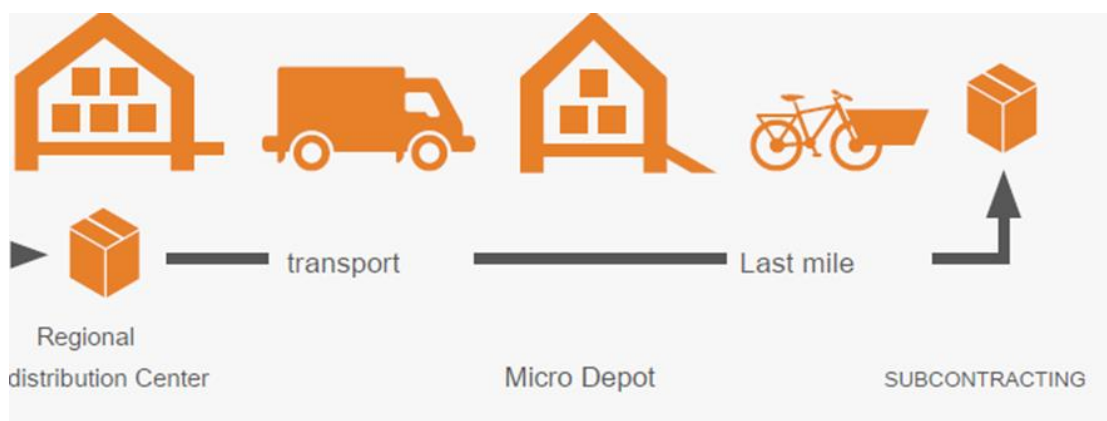 transport
Last mile
Regional
distribution Center
Micro Depot
SUBCONTRACTING